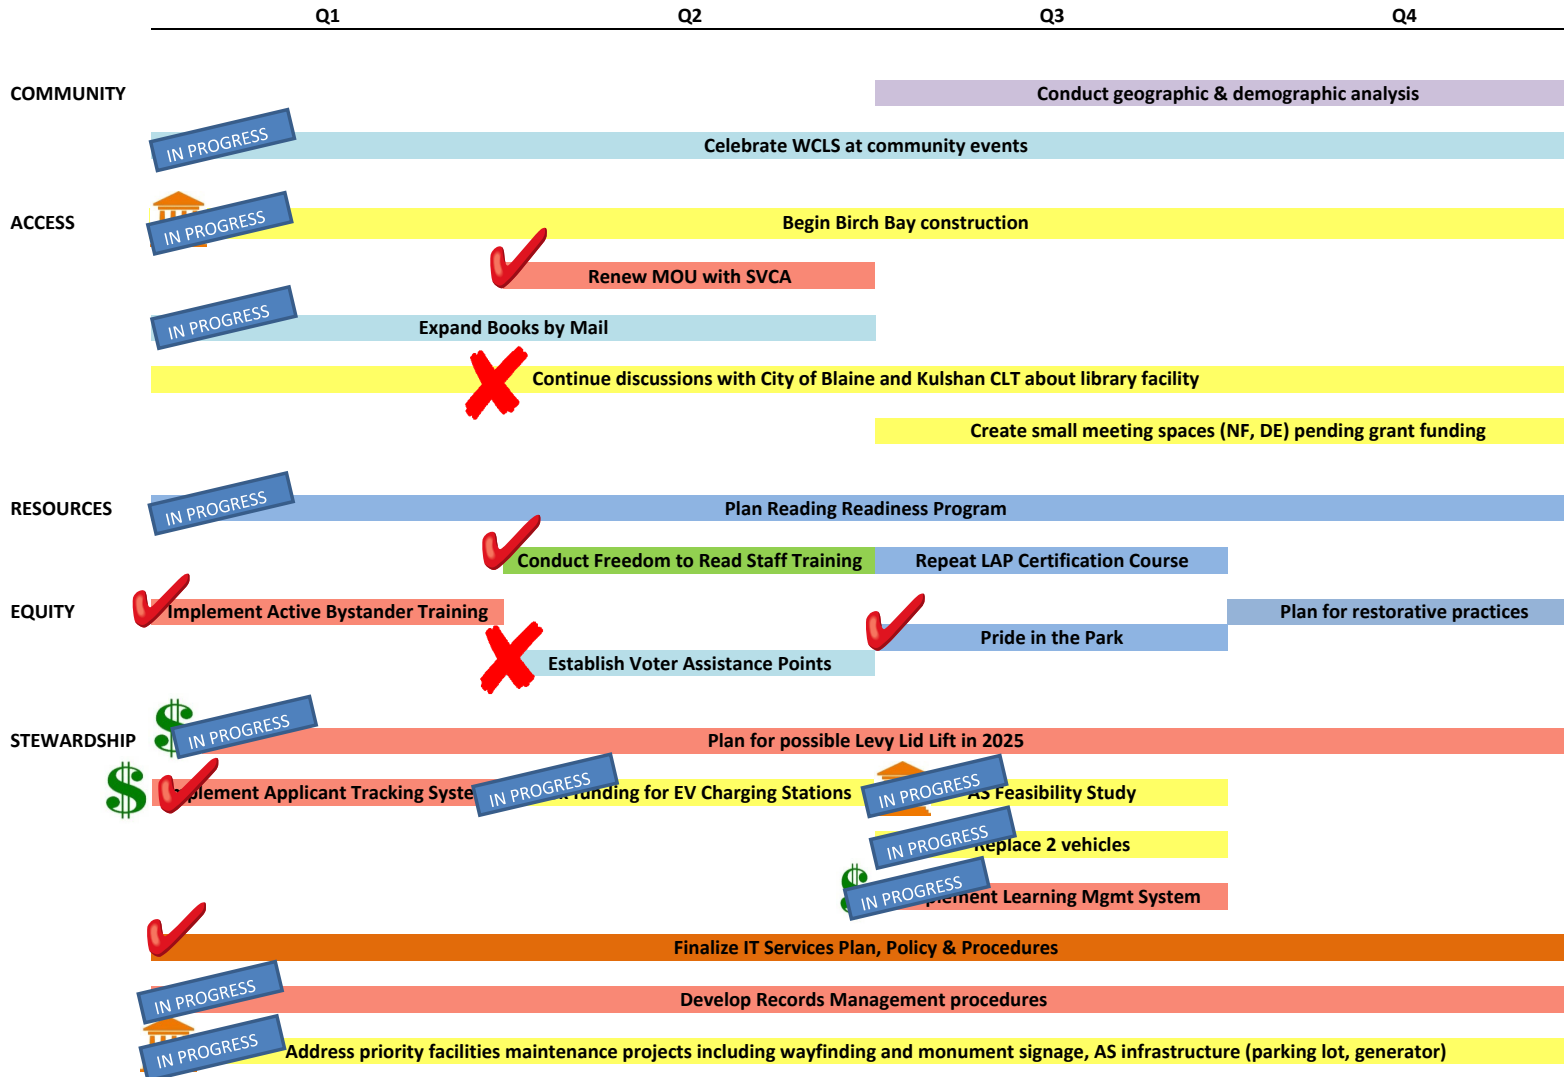 Q1 Q2 Q3 Q4
COMMUNITY
Conduct geographic & demographic analysis
IN PROGRESS
Celebrate WCLS at community events
ACCESS
IN PROGRESS
Begin Birch Bay construction
Renew MOU with SVCA
IN PROGRESS
Expand Books by Mail
Continue discussions with City of Blaine and Kulshan CLT about library facility
Create small meeting spaces (NF, DE) pending grant funding
RESOURCES
IN PROGRESS
Plan Reading Readiness Program
Conduct Freedom to Read Staff Training
Repeat LAP Certification Course
EQUITY
Implement Active Bystander Training
Plan for restorative practices
Pride in the Park
Establish Voter Assistance Points
STEWARDSHIP
$
IN PROGRESS
Plan for possible Levy Lid Lift in 2025
$
Applicant Tracking
IN PROGRESS
funding for EV Charging Stations
IN PROGRESS
AS Feasibility Study
IN PROGRESS
Replace 2 vehicles
$
IN PROGRESS
Learning Mgmt System
Finalize IT Services Plan, Policy & Procedures
IN PROGRESS
Develop Records Management procedures
IN PROGRESS
Address priority facilities maintenance projects including wayfinding and monument signage, AS infrastructure (parking lot, generator)